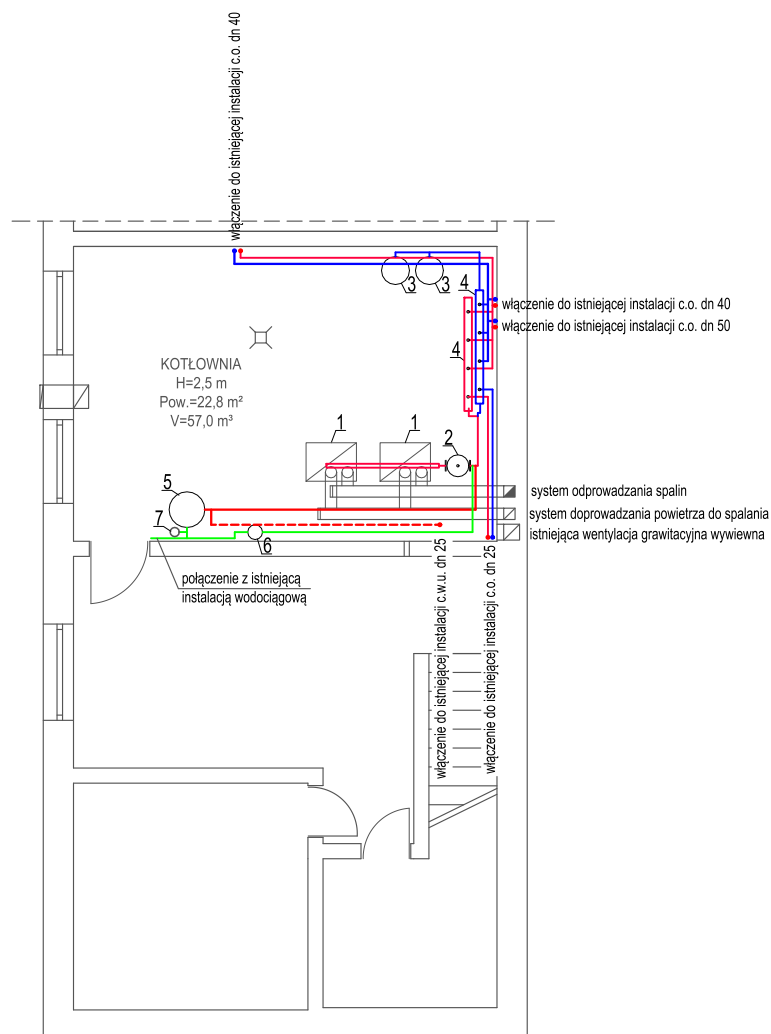 włączenie do istniejącej instalacji c.o. dn 40
3
3
4
włączenie do istniejącej instalacji c.o. dn 40
włączenie do istniejącej instalacji c.o. dn 50
4
KOTŁOWNIA
H=2,5 m
Pow.=22,8 m²
V=57,0 m³
1
1
2
5
system odprowadzania spalin
system doprowadzania powietrza do spalania
istniejąca wentylacja grawitacyjna wywiewna
7
6
połączenie z istniejącą
instalacją wodociągową
włączenie do istniejącej instalacji c.w.u. dn 25
włączenie do istniejącej instalacji c.o. dn 25